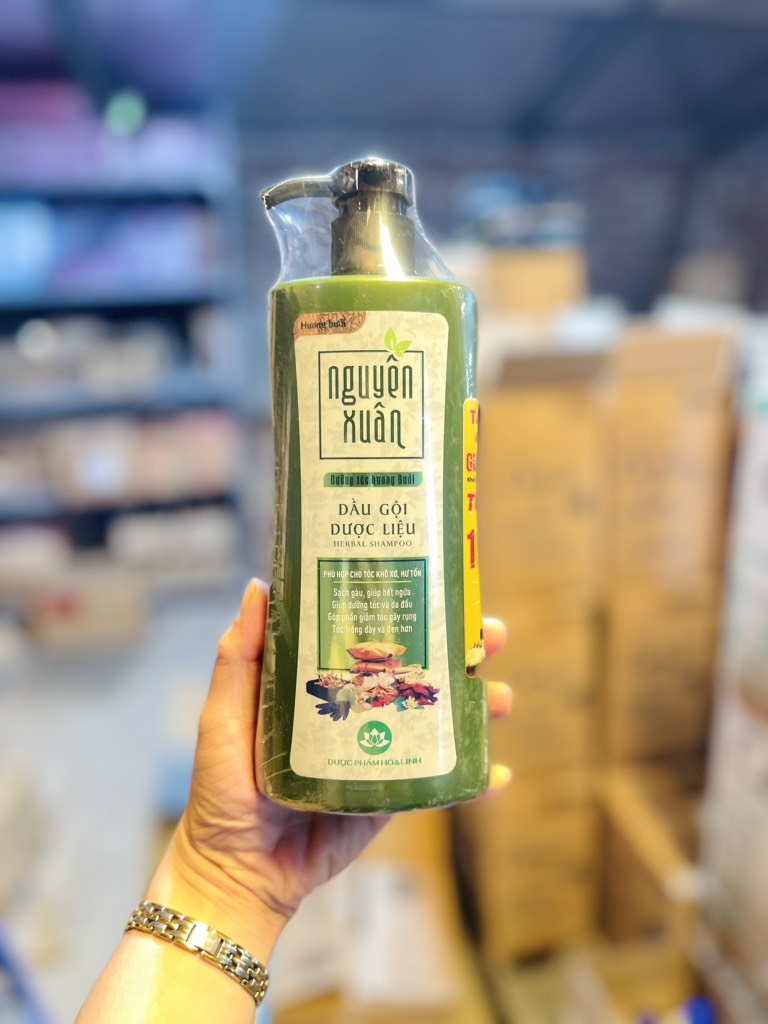 Hương bưởi
nguyên
xuân
Dưỡng tóc hương Bưởi
DẦU GỘI
DƯỢC LIỆU
HERBAL SHAMPOO
PHÙ HỢP CHO TÓC KHÔ XƠ, HƯ TỔN
Sạch gàu, giúp hết ngứa
Giúp dưỡng tóc và da đầu
Góp phần giảm tóc gãy rụng
Tóc trông dày và đen hơn
DƯỢC PHẨM HOA LINH